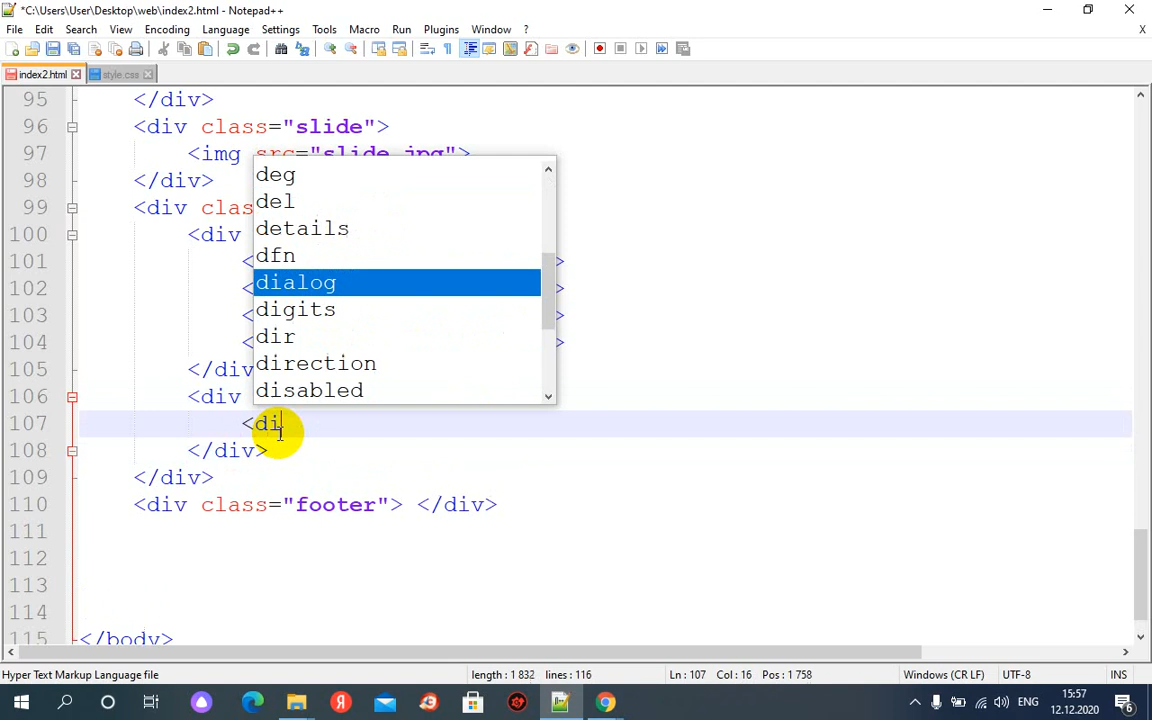 *C:\Users\User\Desktop\web\index2.html - Notepad++
File Edit Search View Encoding Language Settings Tools Macro Run Plugins Window ? X
index2.html style.css
95 </div>
96 <div class="slide">
97 <img src="slide.jpg">
98 </div>
99 <div clas
100 <div
101 < >
102 < >
103 < >
104 < >
105 </div
106 <div
107 <di
108 </div>
109 </div>
110 <div class="footer"> </div>
111
112
113
114
115 </body>
deg
del
details
dfn
dialog
digits
dir
direction
disabled
Hyper Text Markup Language file length : 1 832 lines : 116 Ln : 107 Col : 16 Pos : 1 758 Windows (CR LF) UTF-8 INS
Я ENG 15:57
12.12.2020 6